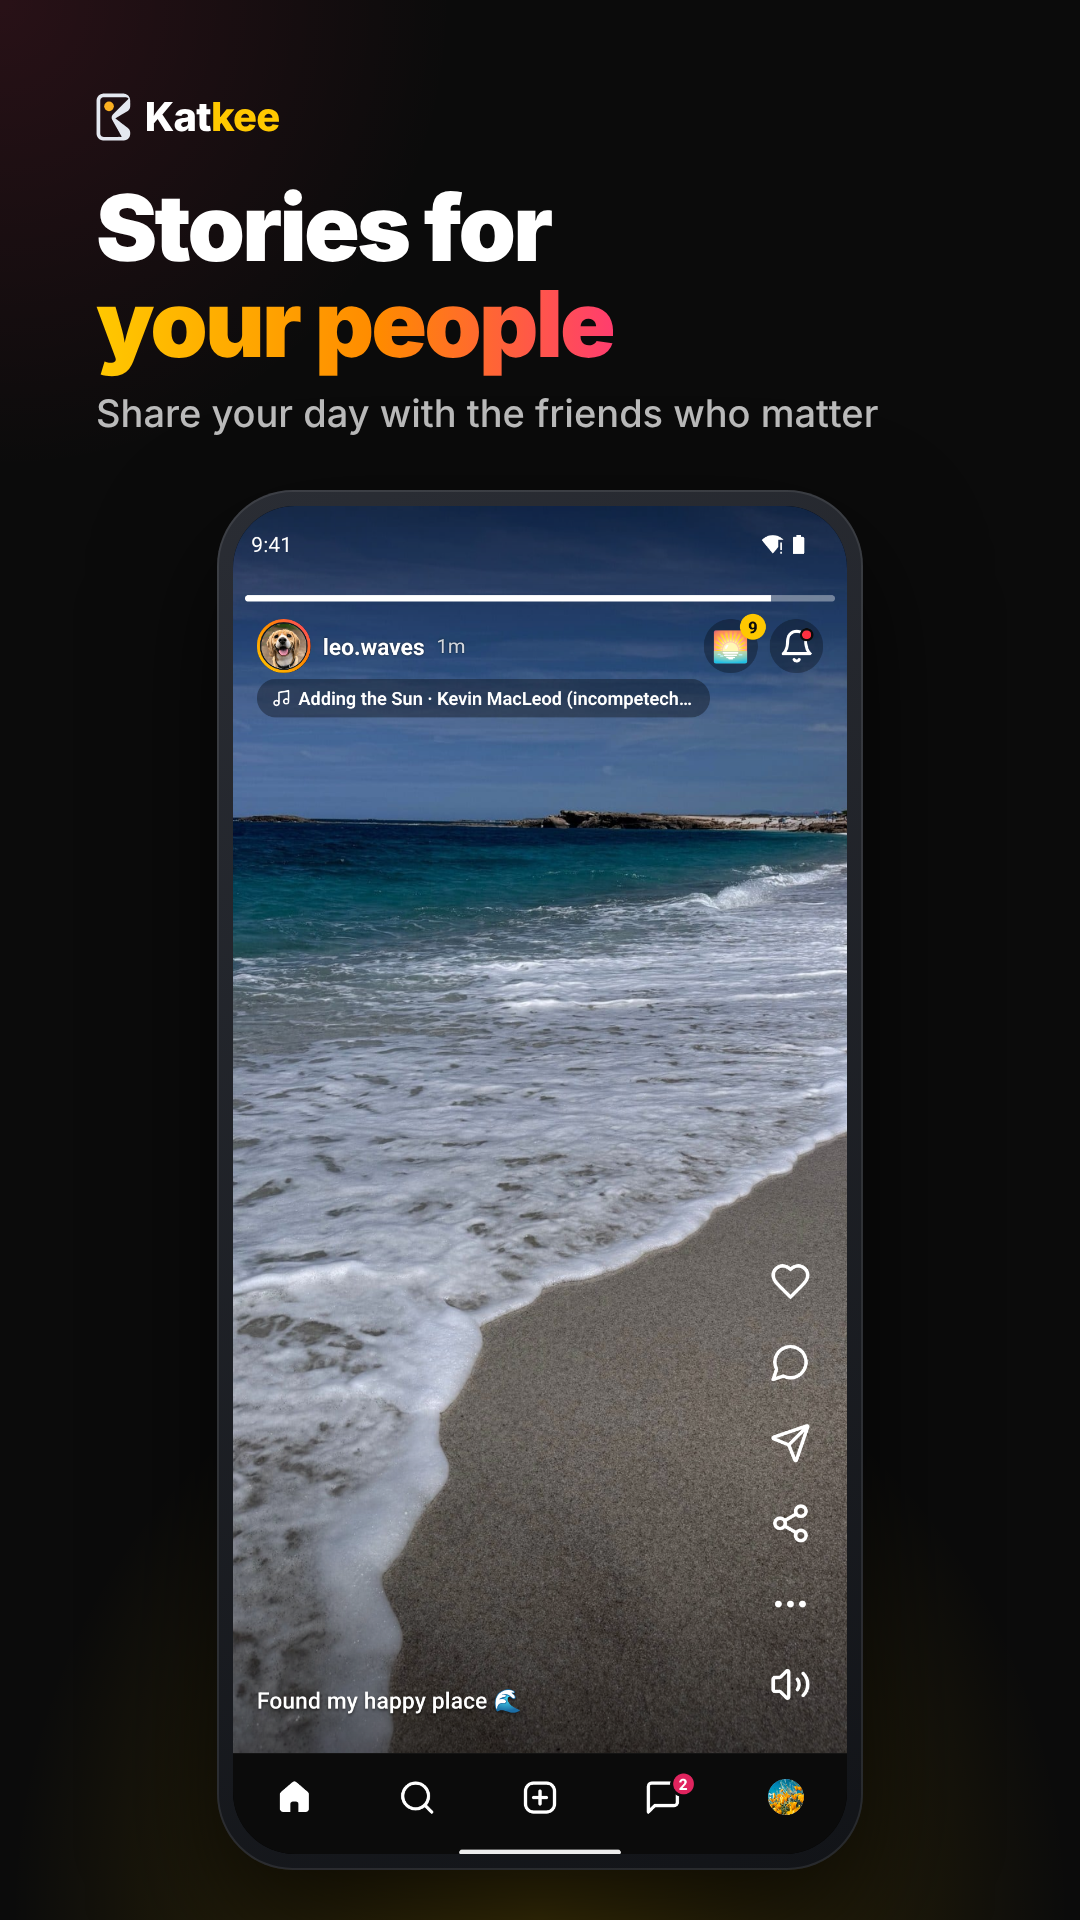 Katkee
Stories for
your people
Share your day with the friends who matter
9:41
leo.waves 1m
9
Adding the Sun · Kevin MacLeod (incompetech...
Found my happy place 🌊
2